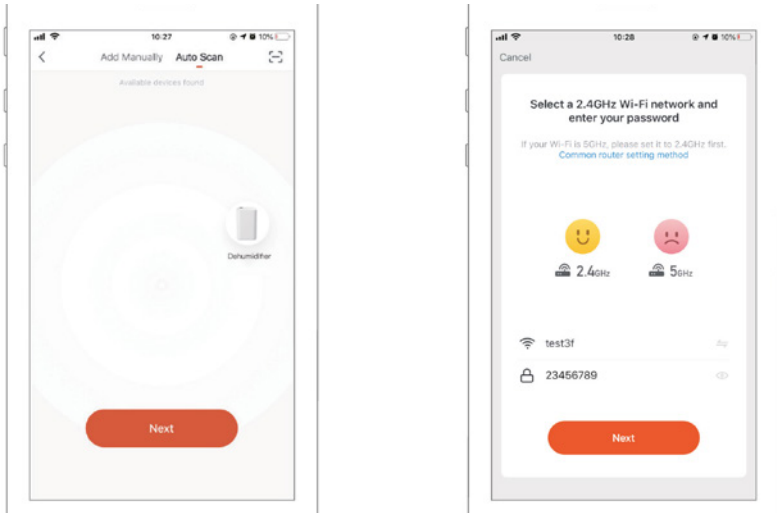 10:27
10%
Add Manually Auto Scan
Available devices found
Dehumidifier
Next
10:28
10%
Cancel
Select a 2.4GHz Wi-Fi network and
enter your password
If your Wi-Fi is 5GHz, please set it to 2.4GHz first.
Common router setting method
2.4GHz
5GHz
test3f
23456789
Next